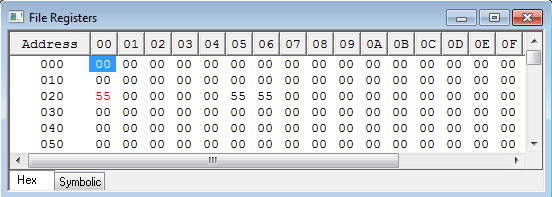 File Registers
Address 00 01 02 03 04 05 06 07 08 09 0A 0B 0C 0D 0E 0F
000 00 00 00 00 00 00 00 00 00 00 00 00 00 00 00 00
010 00 00 00 00 00 00 00 00 00 00 00 00 00 00 00 00
020 55 00 00 00 00 55 55 00 00 00 00 00 00 00 00 00
030 00 00 00 00 00 00 00 00 00 00 00 00 00 00 00 00
040 00 00 00 00 00 00 00 00 00 00 00 00 00 00 00 00
050 00 00 00 00 00 00 00 00 00 00 00 00 00 00 00 00
Hex Symbolic